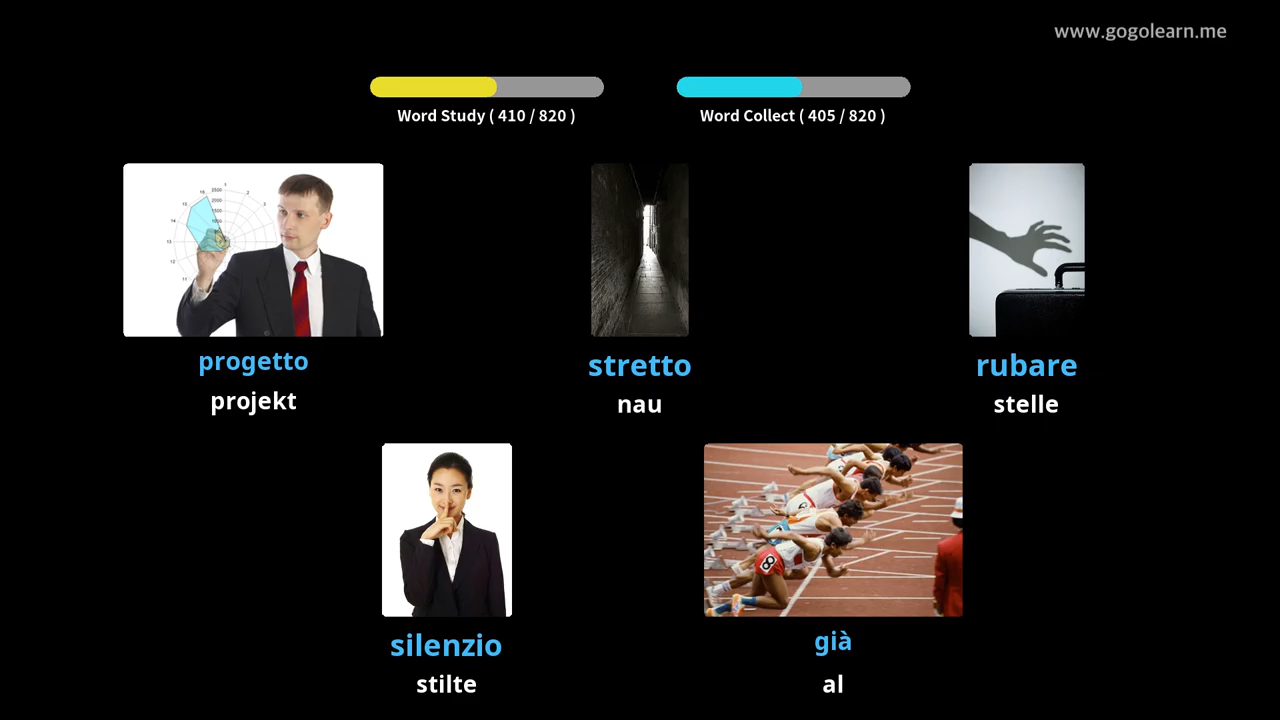 www.gogolearn.me
Word Study ( 410 / 820 )
Word Collect ( 405 / 820 )
progetto
projekt
stretto
nau
rubare
stelle
silenzio
stilte
già
al